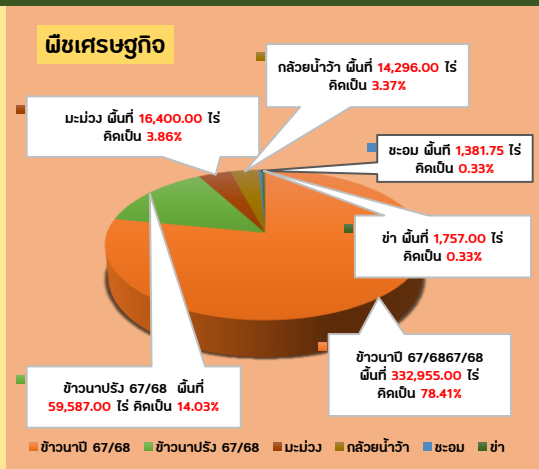 พืชเศรษฐกิจ
กล้วยน้ำว้า พื้นที่ 14,296.00 ไร่
คิดเป็น 3.37%
มะม่วง พื้นที่ 16,400.00 ไร่
คิดเป็น 3.86%
ชะอม พื้นที่ 1,381.75 ไร่
คิดเป็น 0.33%
ข่า พื้นที่ 1,757.00 ไร่
คิดเป็น 0.33%
ข้าวนาปี 67/6867/68
พื้นที่ 332,955.00 ไร่
คิดเป็น 78.41%
ข้าวนาปรัง 67/68 พื้นที่
59,587.00 ไร่ คิดเป็น 14.03%
ข้าวนาปี 67/68 ข้าวนาปรัง 67/68 มะม่วง กล้วยน้ำว้า ชะอม ข่า